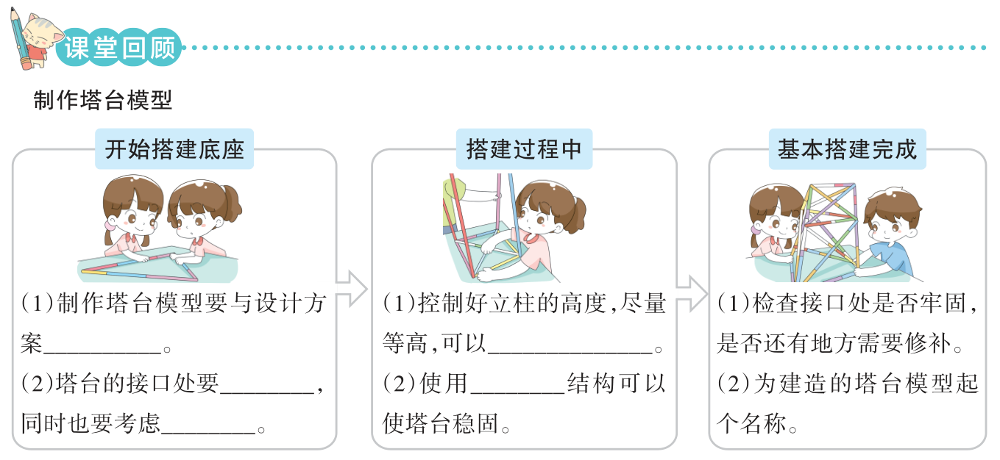 课堂回顾
制作塔台模型
开始搭建底座
(1)制作塔台模型要与设计方
案__________。
(2)塔台的接口处要________,
同时也要考虑________。
搭建过程中
(1)控制好立柱的高度,尽量
等高,可以______________。
(2)使用________结构可以
使塔台稳固。
基本搭建完成
(1)检查接口处是否牢固,
是否还有地方需要修补。
(2)为建造的塔台模型起
个名称。